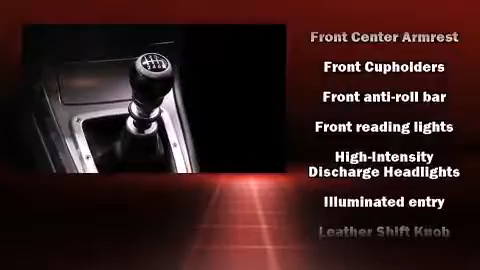 Front Center Armrest
Front Cupholders
Front anti-roll bar
Front reading lights
High-Intensity
Discharge Headlights
Illuminated entry
Leather Shift Knob